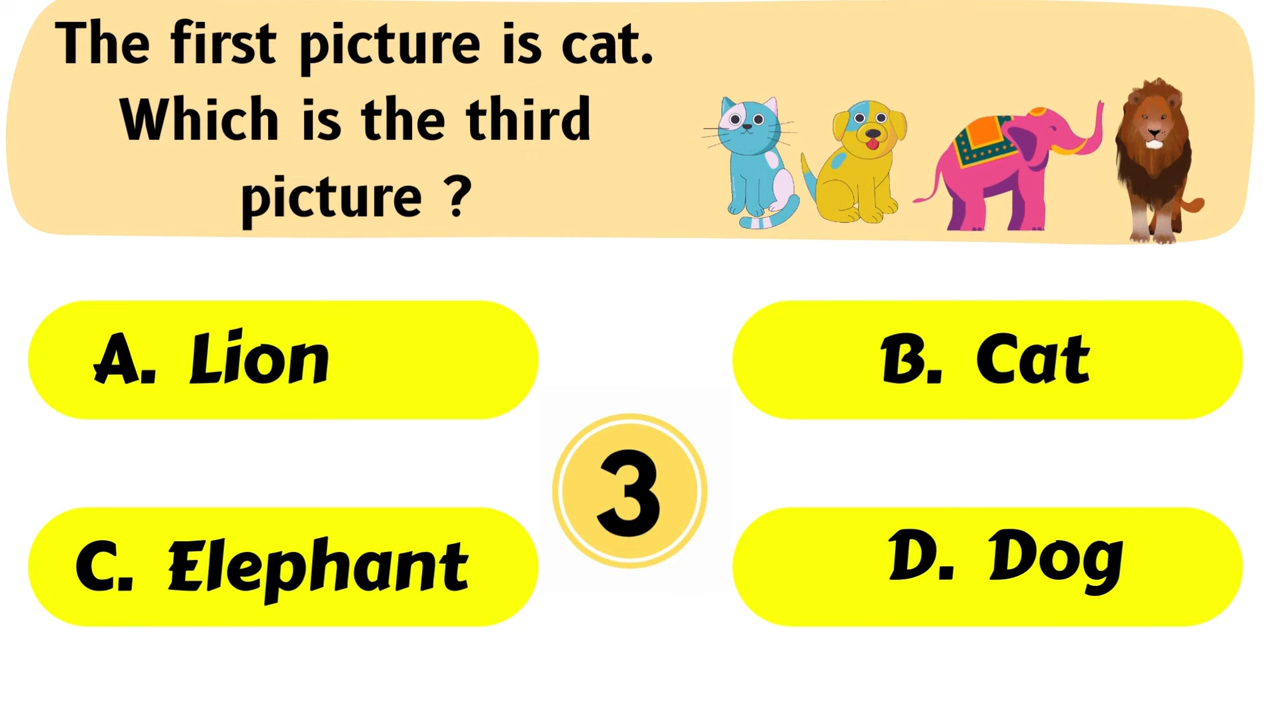 The first picture is cat.
Which is the third
picture ?
A. Lion
B. Cat
3
C. Elephant
D. Dog